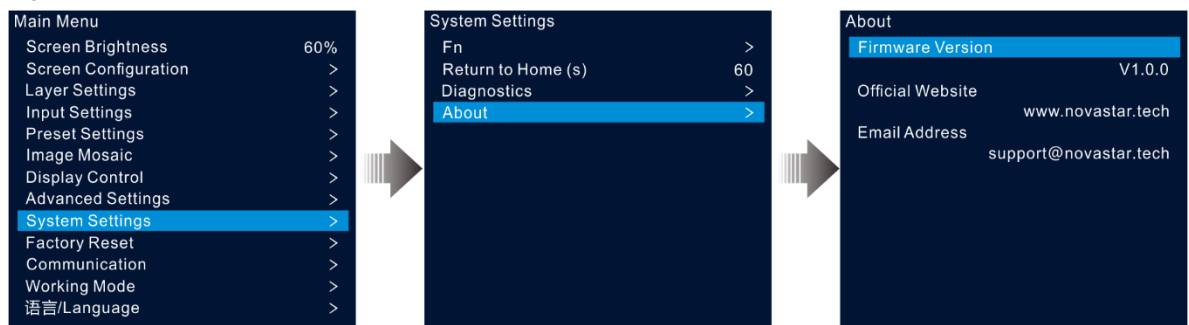 Main Menu
Screen Brightness 60%
Screen Configuration >
Layer Settings >
Input Settings >
Preset Settings >
Image Mosaic >
Display Control >
Advanced Settings >
System Settings >
Factory Reset >
Communication >
Working Mode >
语言/Language >
System Settings
Fn >
Return to Home (s) 60
Diagnostics >
About >
About
Firmware Version
V1.0.0
Official Website
www.novastar.tech
Email Address
support@novastar.tech